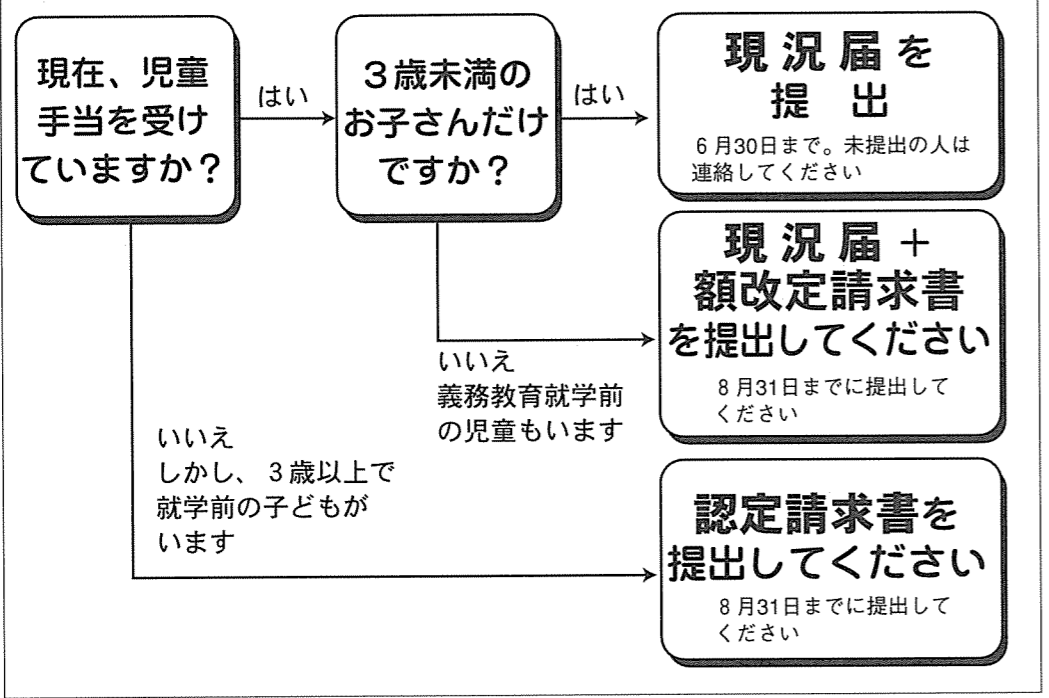 現在、児童
手当を受け
ていますか？
はい
３歳未満の
お子さんだけ
ですか？
はい
現況届を
提出
６月30日まで。未提出の人は
連絡してください
現況届＋
額改定請求書
を提出してください
８月31日までに提出して
ください
いいえ
義務教育就学前
の児童もいます
いいえ
しかし、３歳以上で
就学前の子どもが
います
認定請求書を
提出してください
８月31日までに提出して
ください